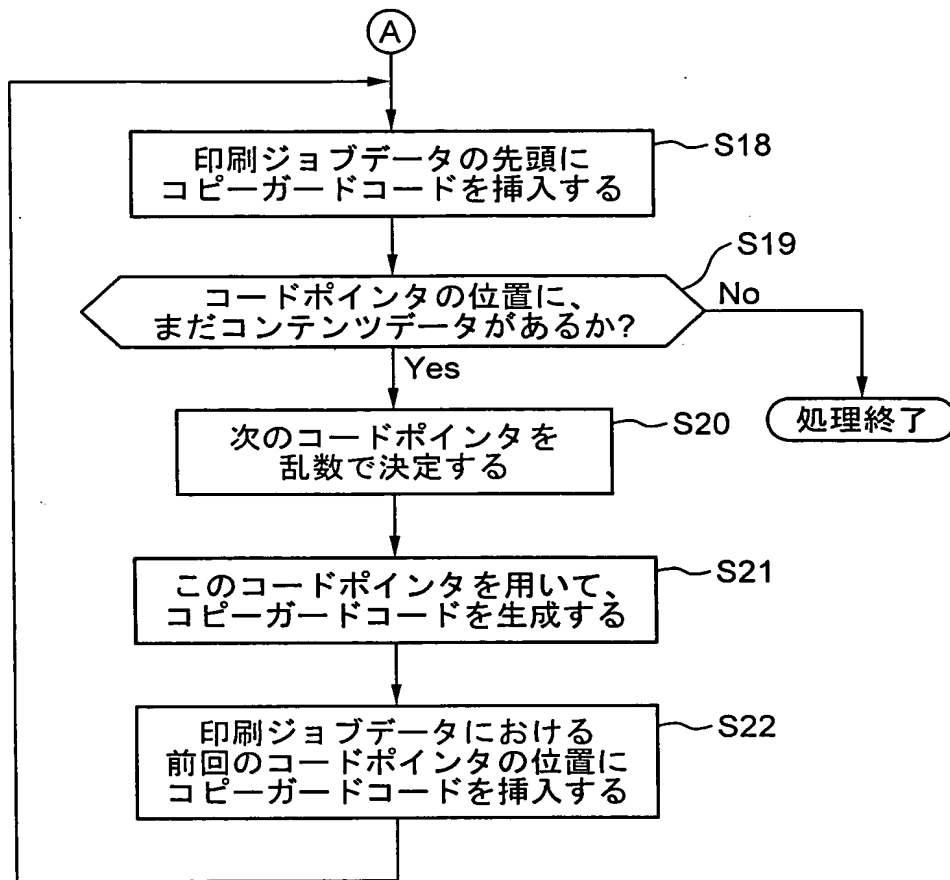 A
印刷ジョブデータの先頭に
コピーガードコードを挿入する
S18
S19
コードポインタの位置に、
まだコンテンツデータがあるか?
No
Yes
処理終了
次のコードポインタを
乱数で決定する
S20
このコードポインタを用いて、
コピーガードコードを生成する
S21
印刷ジョブデータにおける
前回のコードポインタの位置に
コピーガードコードを挿入する
S22